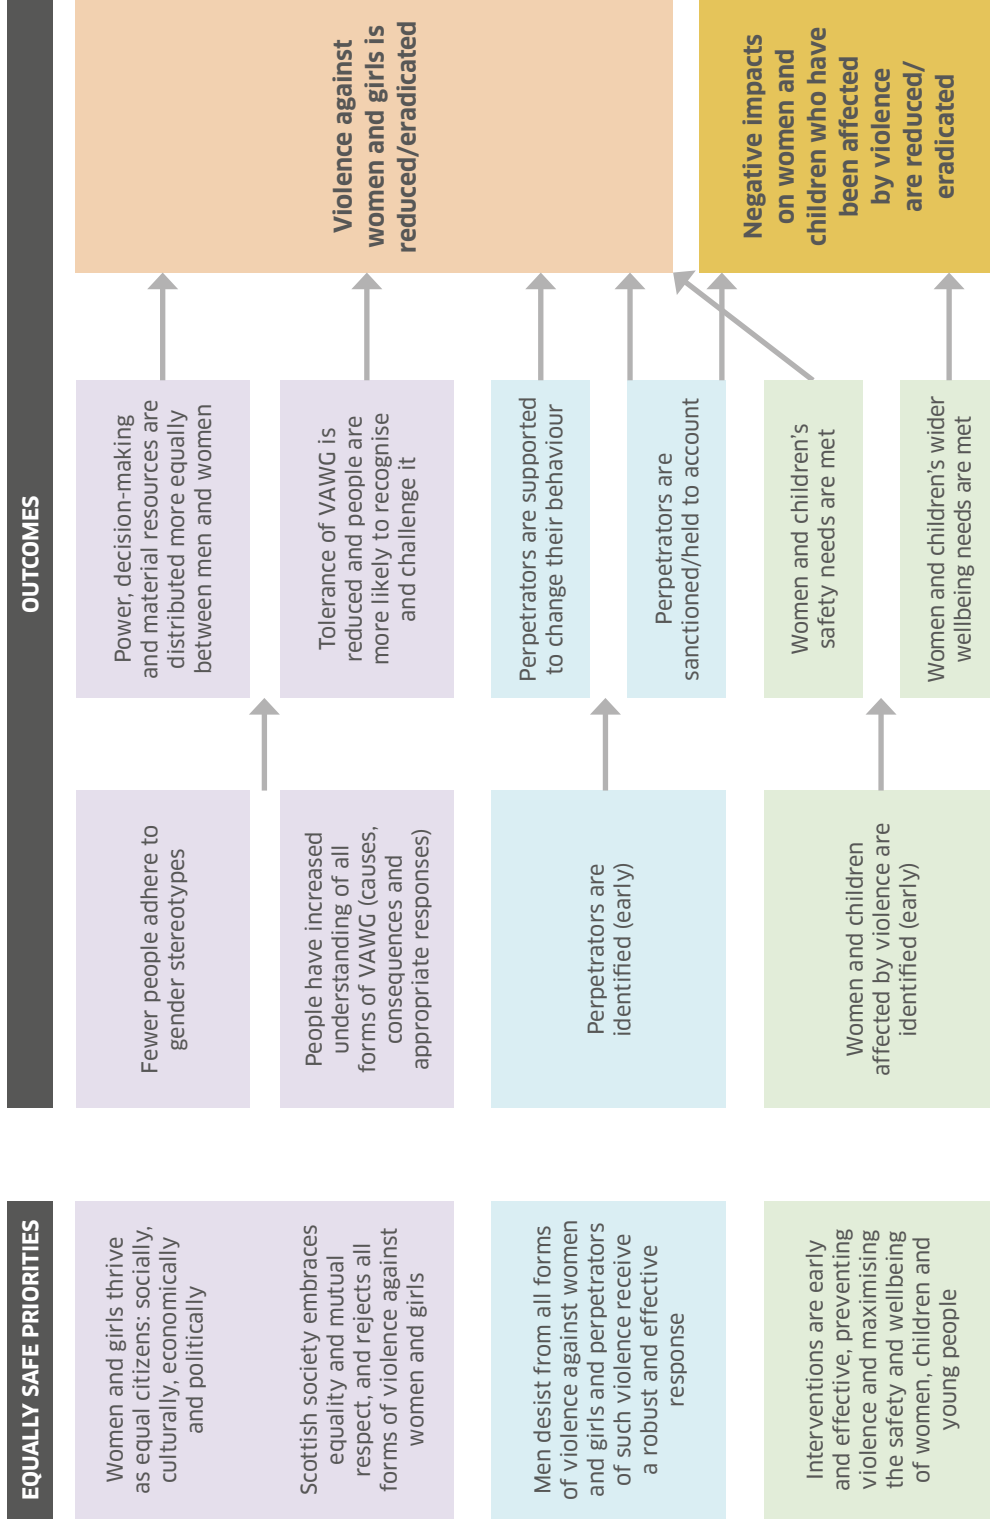 EQUALLY SAFE PRIORITIES
OUTCOMES
Women and girls thrive
as equal citizens: socially,
culturally, economically
and politically
Scottish society embraces
equality and mutual
respect, and rejects all
forms of violence against
women and girls
Fewer people adhere to
gender stereotypes
People have increased
understanding of all
forms of VAWG (causes,
consequences and
appropriate responses)
Power, decision-making
and material resources are
distributed more equally
between men and women
Tolerance of VAWG is
reduced and people are
more likely to recognise
and challenge it
Violence against
women and girls is
reduced/eradicated
Men desist from all forms
of violence against women
and girls and perpetrators
of such violence receive
a robust and effective
response
Perpetrators are
identified (early)
Perpetrators are supported
to change their behaviour
Perpetrators are
sanctioned/held to account
Interventions are early
and effective, preventing
violence and maximising
the safety and wellbeing
of women, children and
young people
Women and children
affected by violence are
identified (early)
Women and children’s
safety needs are met
Women and children’s wider
wellbeing needs are met
Negative impacts
on women and
children who have
been affected
by violence
are reduced/
eradicated